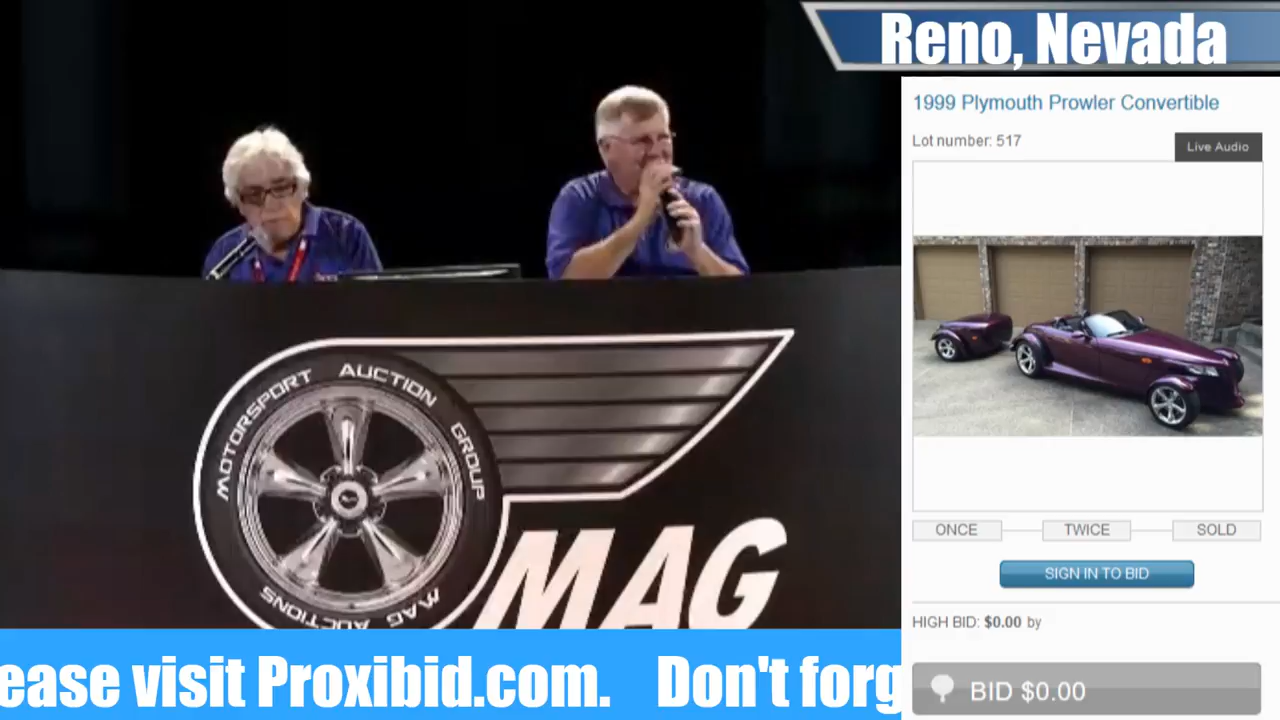 Reno, Nevada
1999 Plymouth Prowler Convertible
Lot number: 517
Live Audio
MOTORSPORT AUCTION GROUP
MAG AUCTIONS
MAG
ONCE
TWICE
SOLD
SIGN IN TO BID
HIGH BID: $0.00 by
BID $0.00
ease visit Proxibid.com. Don't forg